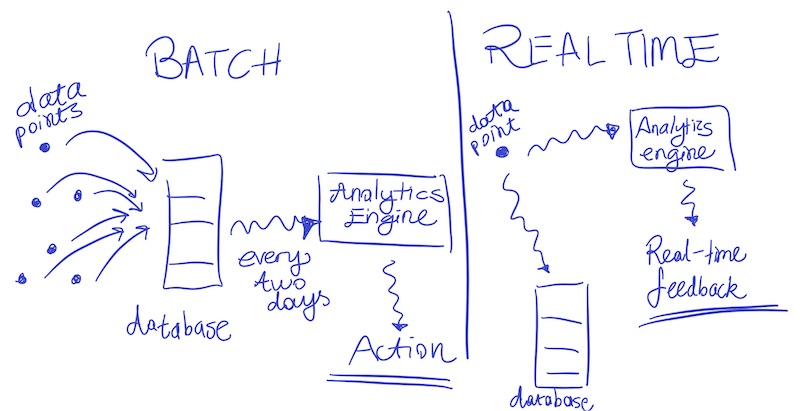 BATCH
data
points
database
every
two
days
Analytics
Engine
Action
REAL TIME
data
point
Analytics
engine
Real-time
feedback
database